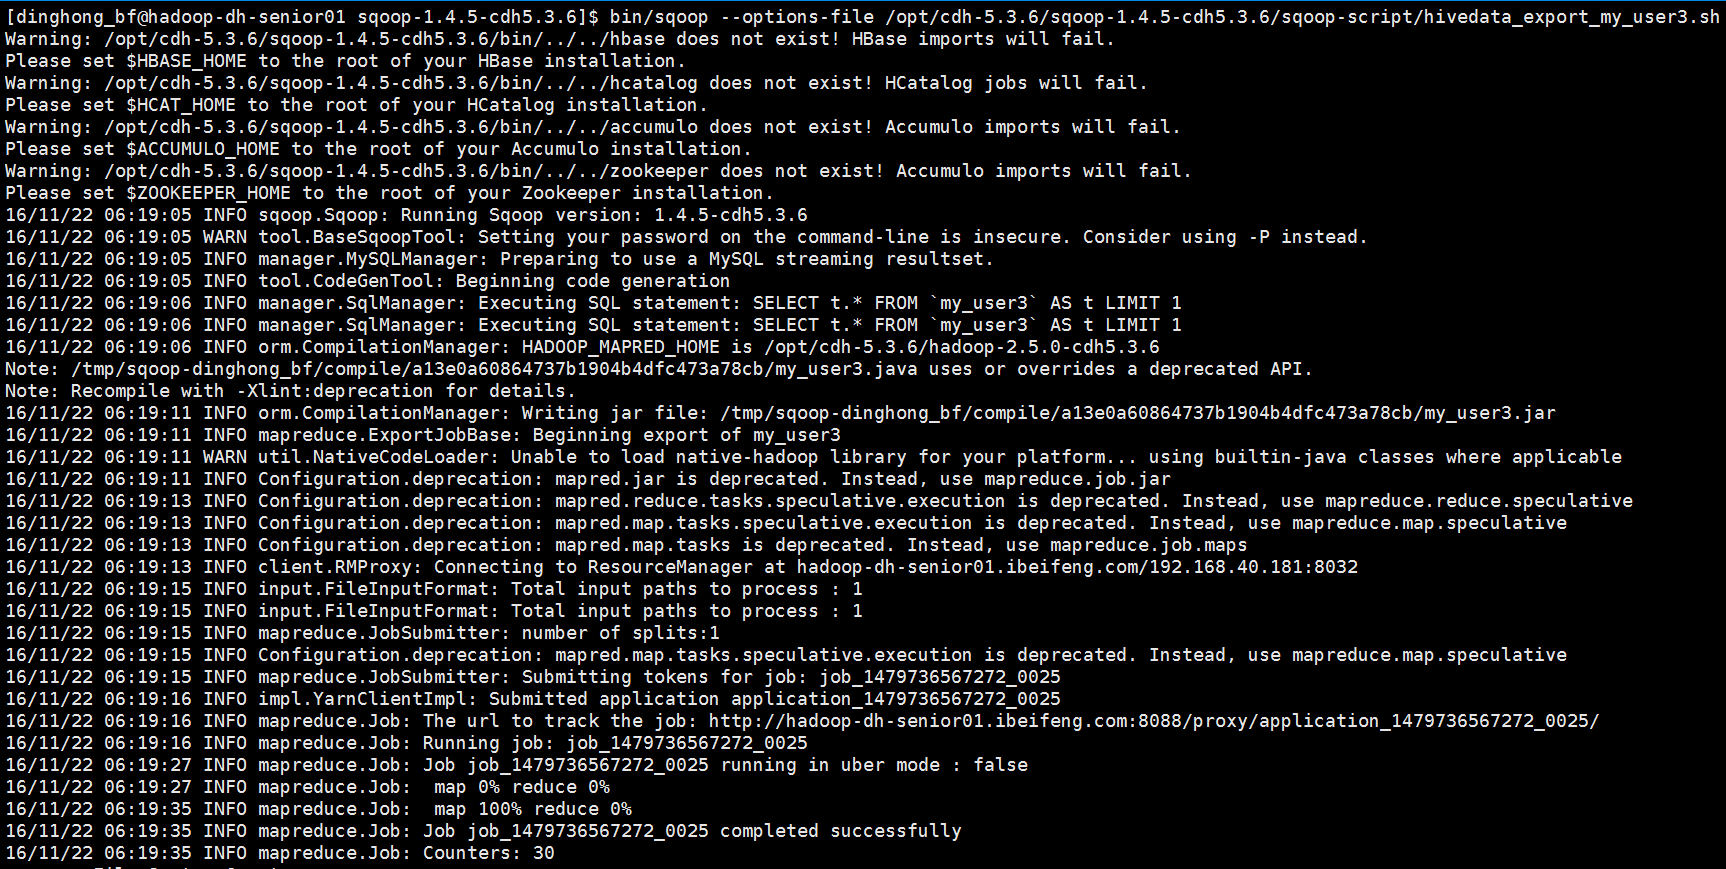 [dinghong_bf@hadoop-dh-senior01 sqoop-1.4.5-cdh5.3.6]$ bin/sqoop --options-file /opt/cdh-5.3.6/sqoop-1.4.5-cdh5.3.6/sqoop-script/hivedata_export_my_user3.sh
Warning: /opt/cdh-5.3.6/sqoop-1.4.5-cdh5.3.6/bin/../../hbase does not exist! HBase imports will fail.
Please set $HBASE_HOME to the root of your HBase installation.
Warning: /opt/cdh-5.3.6/sqoop-1.4.5-cdh5.3.6/bin/../../hcatalog does not exist! HCatalog jobs will fail.
Please set $HCAT_HOME to the root of your HCatalog installation.
Warning: /opt/cdh-5.3.6/sqoop-1.4.5-cdh5.3.6/bin/../../accumulo does not exist! Accumulo imports will fail.
Please set $ACCUMULO_HOME to the root of your Accumulo installation.
Warning: /opt/cdh-5.3.6/sqoop-1.4.5-cdh5.3.6/bin/../../zookeeper does not exist! Accumulo imports will fail.
Please set $ZOOKEEPER_HOME to the root of your Zookeeper installation.
16/11/22 06:19:05 INFO sqoop.Sqoop: Running Sqoop version: 1.4.5-cdh5.3.6
16/11/22 06:19:05 WARN tool.BaseSqoopTool: Setting your password on the command-line is insecure. Consider using -P instead.
16/11/22 06:19:05 INFO manager.MySQLManager: Preparing to use a MySQL streaming resultset.
16/11/22 06:19:05 INFO tool.CodeGenTool: Beginning code generation
16/11/22 06:19:06 INFO manager.SqlManager: Executing SQL statement: SELECT t.* FROM `my_user3` AS t LIMIT 1
16/11/22 06:19:06 INFO manager.SqlManager: Executing SQL statement: SELECT t.* FROM `my_user3` AS t LIMIT 1
16/11/22 06:19:06 INFO orm.CompilationManager: HADOOP_MAPRED_HOME is /opt/cdh-5.3.6/hadoop-2.5.0-cdh5.3.6
Note: /tmp/sqoop-dinghong_bf/compile/a13e0a60864737b1904b4dfc473a78cb/my_user3.java uses or overrides a deprecated API.
Note: Recompile with -Xlint:deprecation for details.
16/11/22 06:19:11 INFO orm.CompilationManager: Writing jar file: /tmp/sqoop-dinghong_bf/compile/a13e0a60864737b1904b4dfc473a78cb/my_user3.jar
16/11/22 06:19:11 INFO mapreduce.ExportJobBase: Beginning export of my_user3
16/11/22 06:19:11 WARN util.NativeCodeLoader: Unable to load native-hadoop library for your platform... using builtin-java classes where applicable
16/11/22 06:19:11 INFO Configuration.deprecation: mapred.jar is deprecated. Instead, use mapreduce.job.jar
16/11/22 06:19:13 INFO Configuration.deprecation: mapred.reduce.tasks.speculative.execution is deprecated. Instead, use mapreduce.reduce.speculative
16/11/22 06:19:13 INFO Configuration.deprecation: mapred.map.tasks.speculative.execution is deprecated. Instead, use mapreduce.map.speculative
16/11/22 06:19:13 INFO Configuration.deprecation: mapred.map.tasks is deprecated. Instead, use mapreduce.job.maps
16/11/22 06:19:13 INFO client.RMProxy: Connecting to ResourceManager at hadoop-dh-senior01.ibeifeng.com/192.168.40.181:8032
16/11/22 06:19:15 INFO input.FileInputFormat: Total input paths to process : 1
16/11/22 06:19:15 INFO input.FileInputFormat: Total input paths to process : 1
16/11/22 06:19:15 INFO mapreduce.JobSubmitter: number of splits:1
16/11/22 06:19:15 INFO Configuration.deprecation: mapred.map.tasks.speculative.execution is deprecated. Instead, use mapreduce.map.speculative
16/11/22 06:19:15 INFO mapreduce.JobSubmitter: Submitting tokens for job: job_1479736567272_0025
16/11/22 06:19:16 INFO impl.YarnClientImpl: Submitted application application_1479736567272_0025
16/11/22 06:19:16 INFO mapreduce.Job: The url to track the job: http://hadoop-dh-senior01.ibeifeng.com:8088/proxy/application_1479736567272_0025/
16/11/22 06:19:16 INFO mapreduce.Job: Running job: job_1479736567272_0025
16/11/22 06:19:27 INFO mapreduce.Job: Job job_1479736567272_0025 running in uber mode : false
16/11/22 06:19:27 INFO mapreduce.Job:  map 0% reduce 0%
16/11/22 06:19:35 INFO mapreduce.Job:  map 100% reduce 0%
16/11/22 06:19:35 INFO mapreduce.Job: Job job_1479736567272_0025 completed successfully
16/11/22 06:19:35 INFO mapreduce.Job: Counters: 30